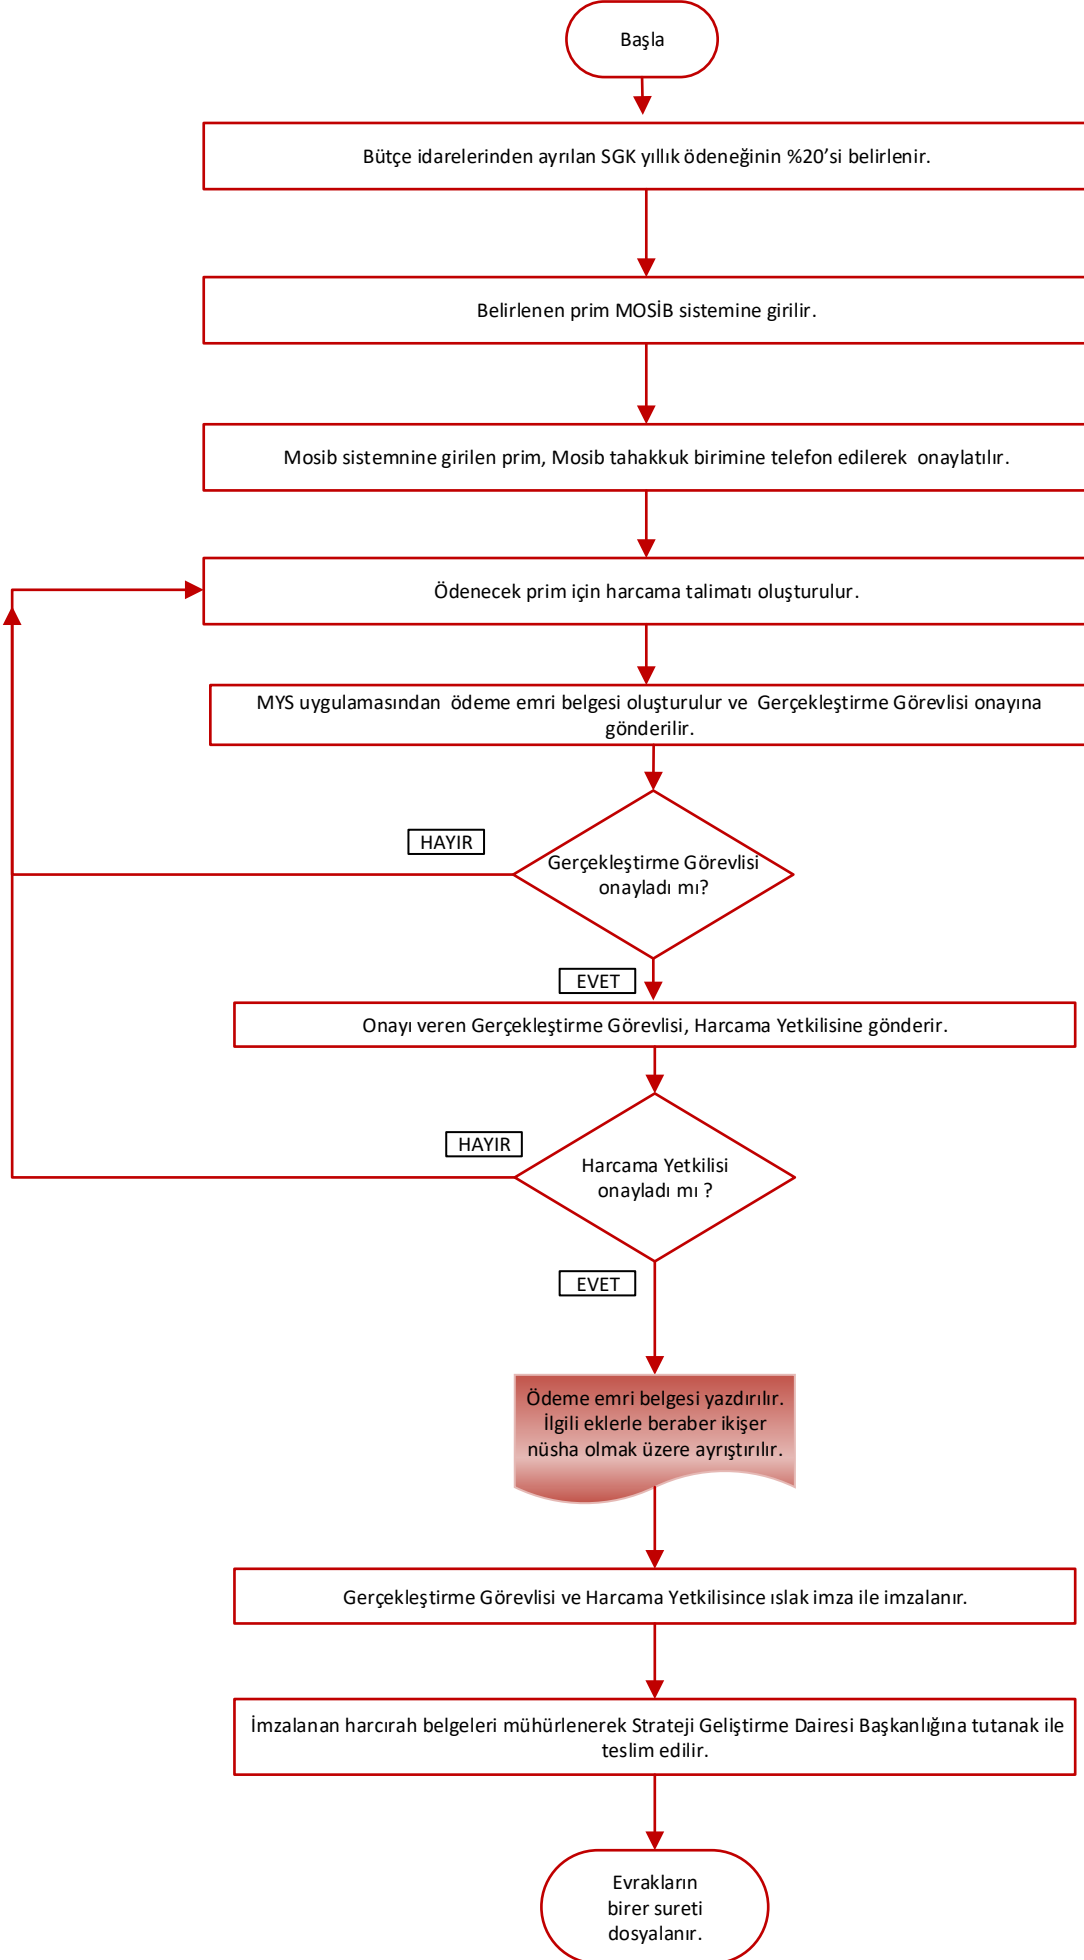 Başla
Bütçe idarelerinden ayrılan SGK yıllık ödeneğinin %20’si belirlenir.
Belirlenen prim MOSİB sistemine girilir.
Mosib sistemnine girilen prim, Mosib tahakkuk birimine telefon edilerek onaylatılır.
Ödenecek prim için harcama talimatı oluşturulur.
MYS uygulamasından ödeme emri belgesi oluşturulur ve Gerçekleştirme Görevlisi onayına
gönderilir.
HAYIR
Gerçekleştirme Görevlisi
onayladı mı?
EVET
Onayı veren Gerçekleştirme Görevlisi, Harcama Yetkilisine gönderir.
HAYIR
Harcama Yetkilisi
onayladı mı ?
EVET
Ödeme emri belgesi yazdırılır.
İlgili eklerle beraber ikişer
nüsha olmak üzere ayrıştırılır.
Gerçekleştirme Görevlisi ve Harcama Yetkilisince ıslak imza ile imzalanır.
İmzalanan harcırah belgeleri mühürlenerek Strateji Geliştirme Dairesi Başkanlığına tutanak ile
teslim edilir.
Evrakların
birer sureti
dosyalanır.